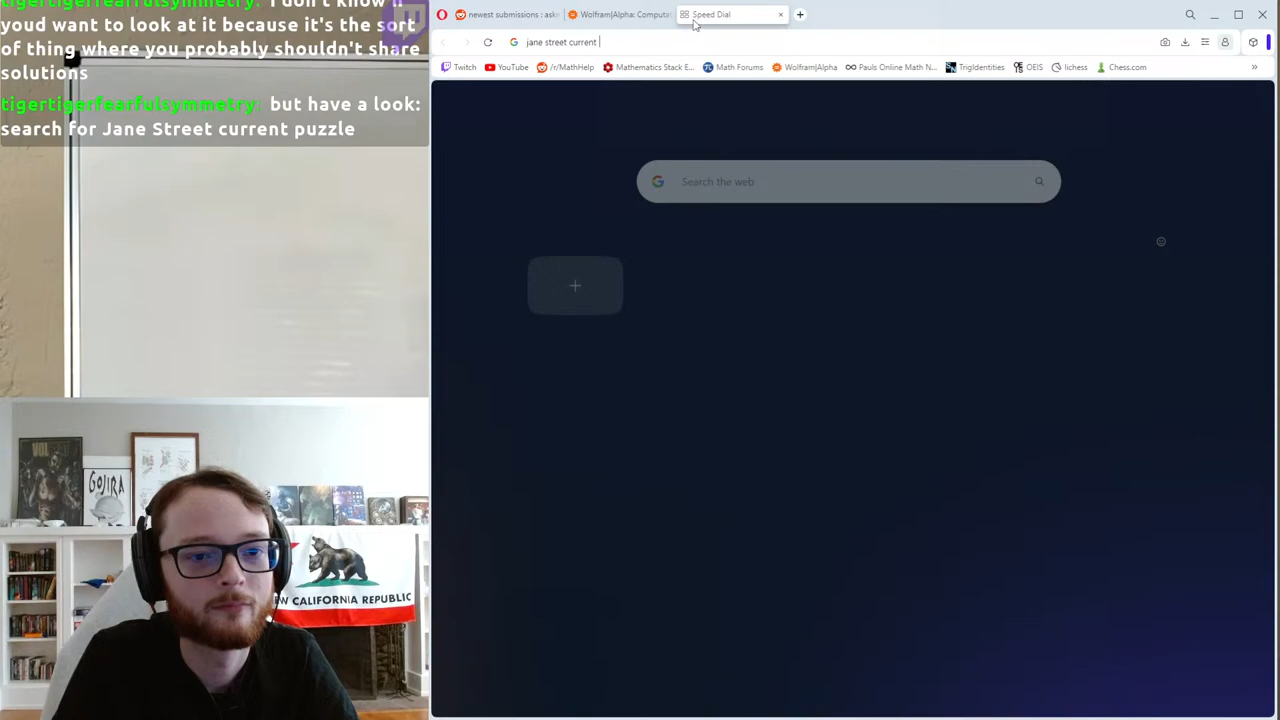 tigertigerfearfulsymmetry: I don't know if
youd want to look at it because it's the sort
of thing where you probably shouldn't share
solutions
tigertigerfearfulsymmetry: but have a look:
search for Jane Street current puzzle
newest submissions : ask
Wolfram|Alpha: Computa
Speed Dial
jane street current
Twitch
YouTube
/r/MathHelp
Mathematics Stack E...
Math Forums
Wolfram|Alpha
Pauls Online Math N...
TrigIdentities
OEIS
lichess
Chess.com
Search the web
GOJIRA
CALIFORNIA REPUBLIC